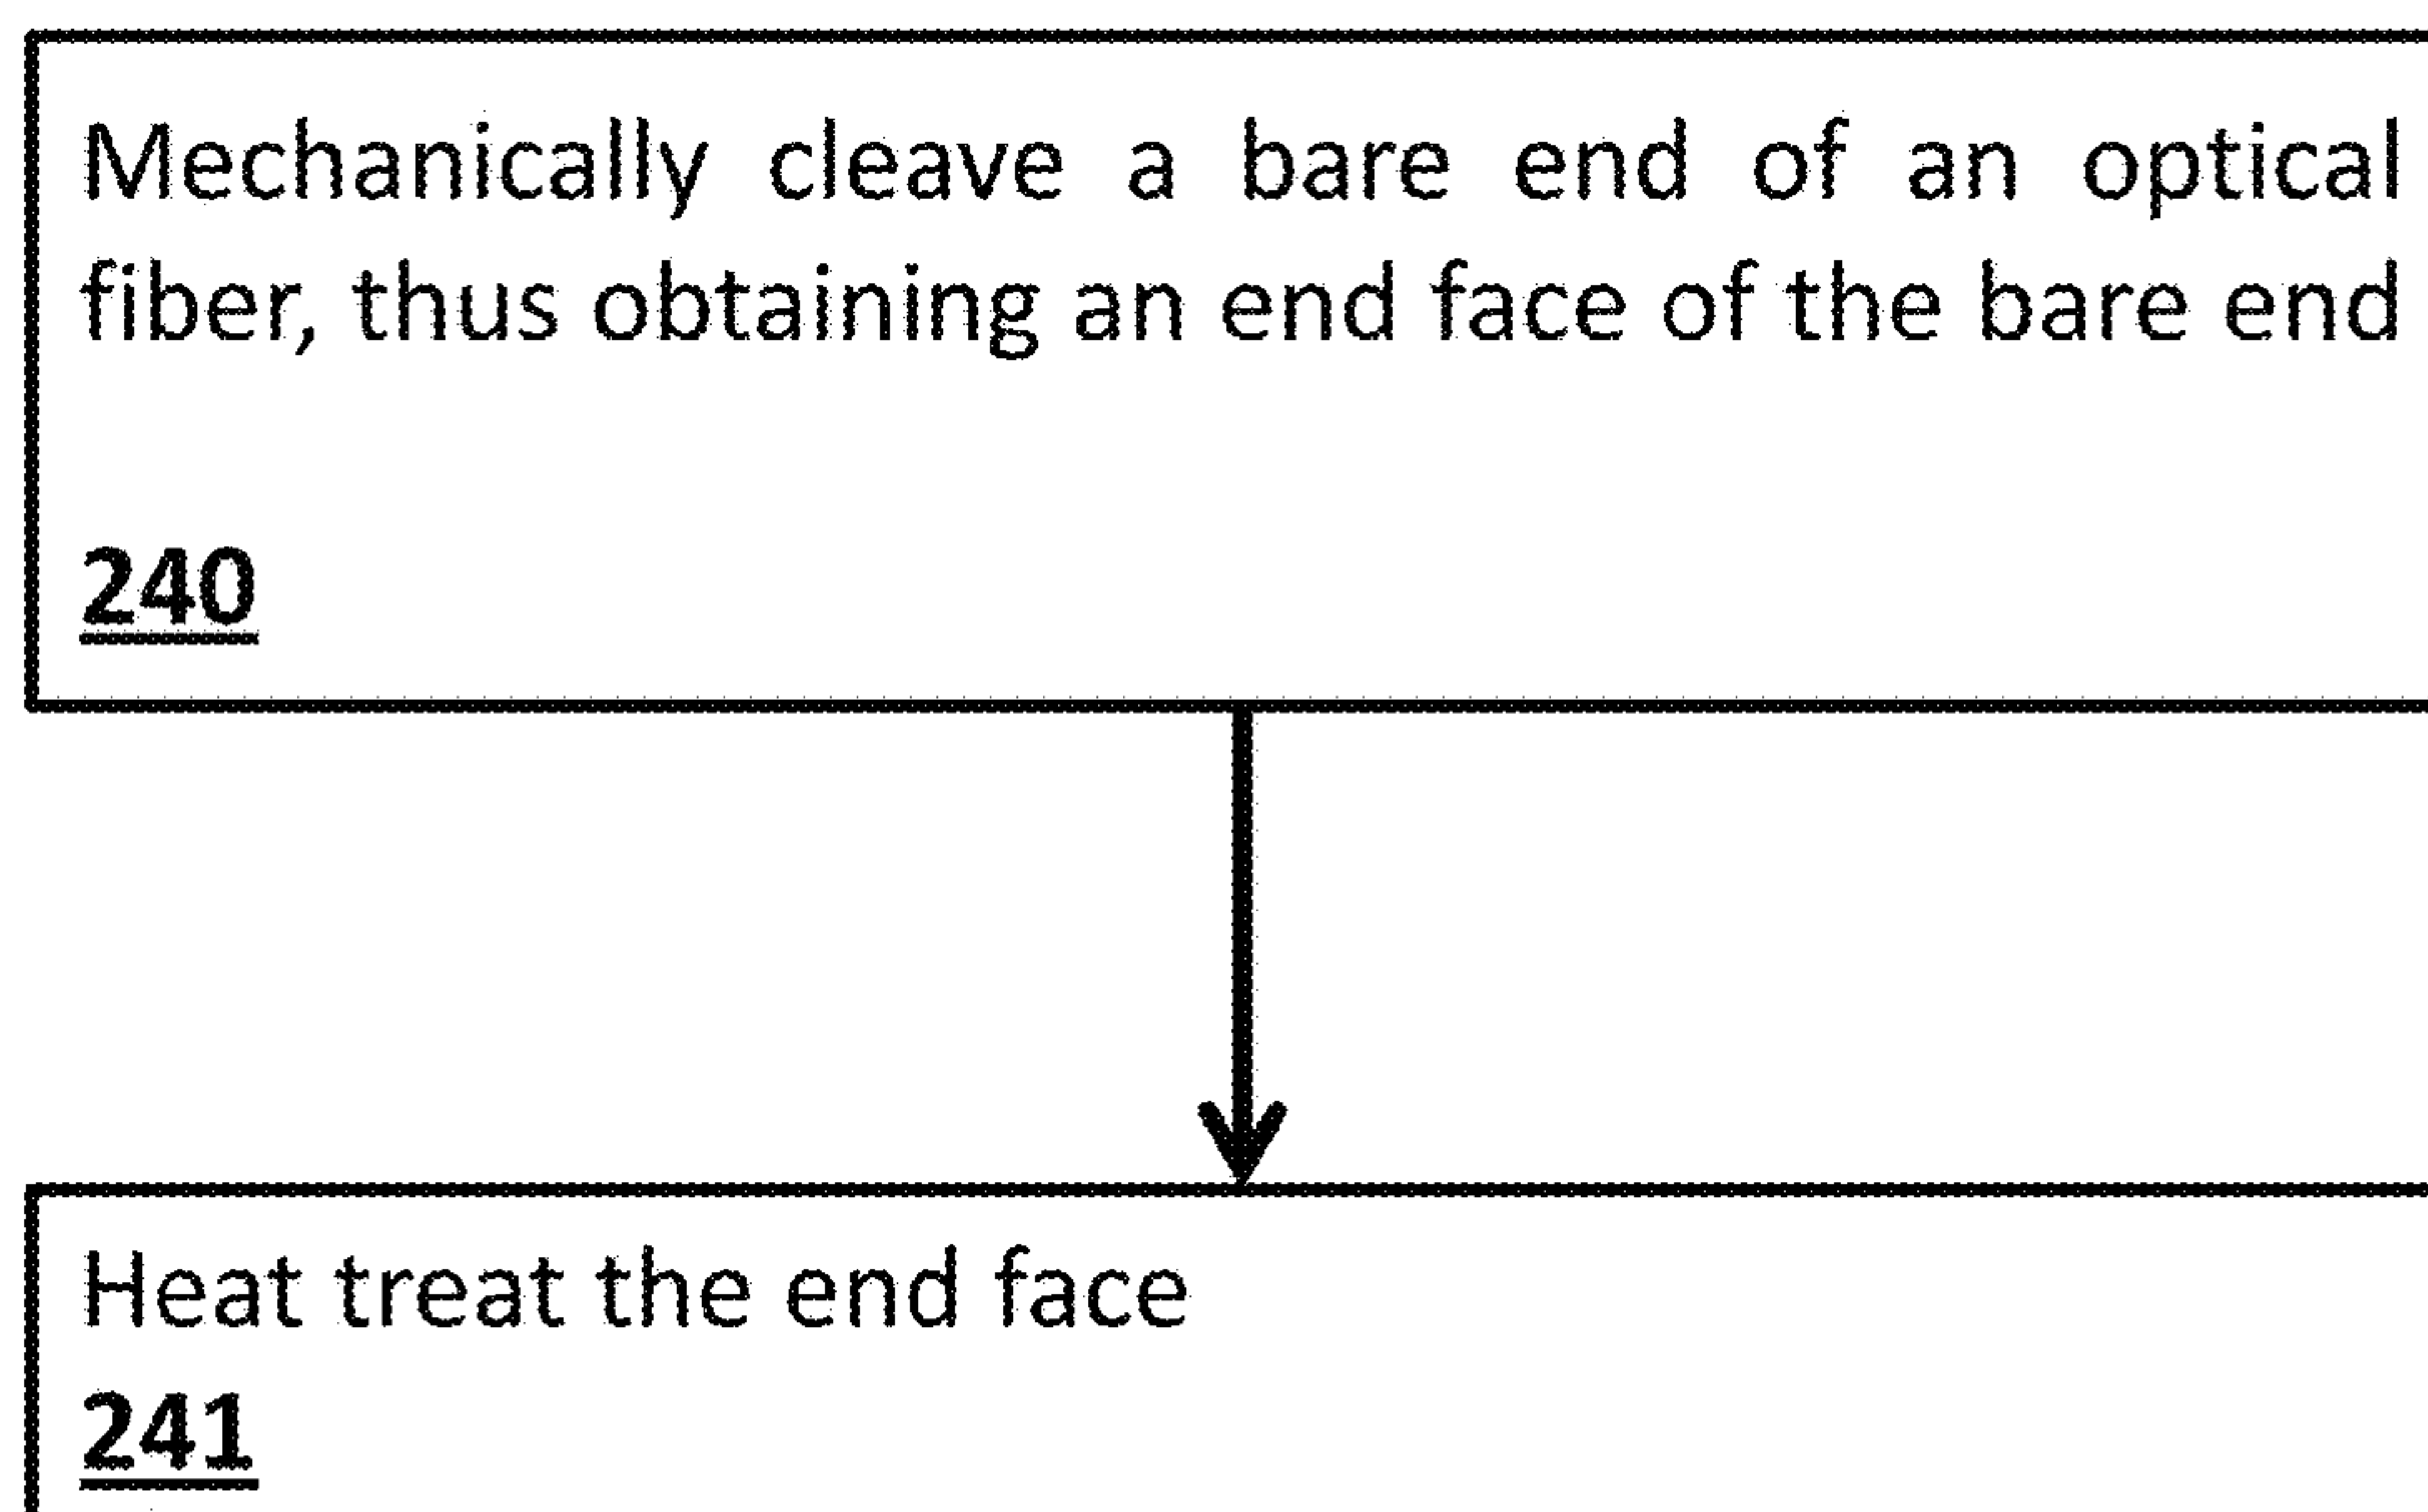 Mechanically cleave a bare end of an optical
fiber, thus obtaining an end face of the bare end
240
Heat treat the end face
241